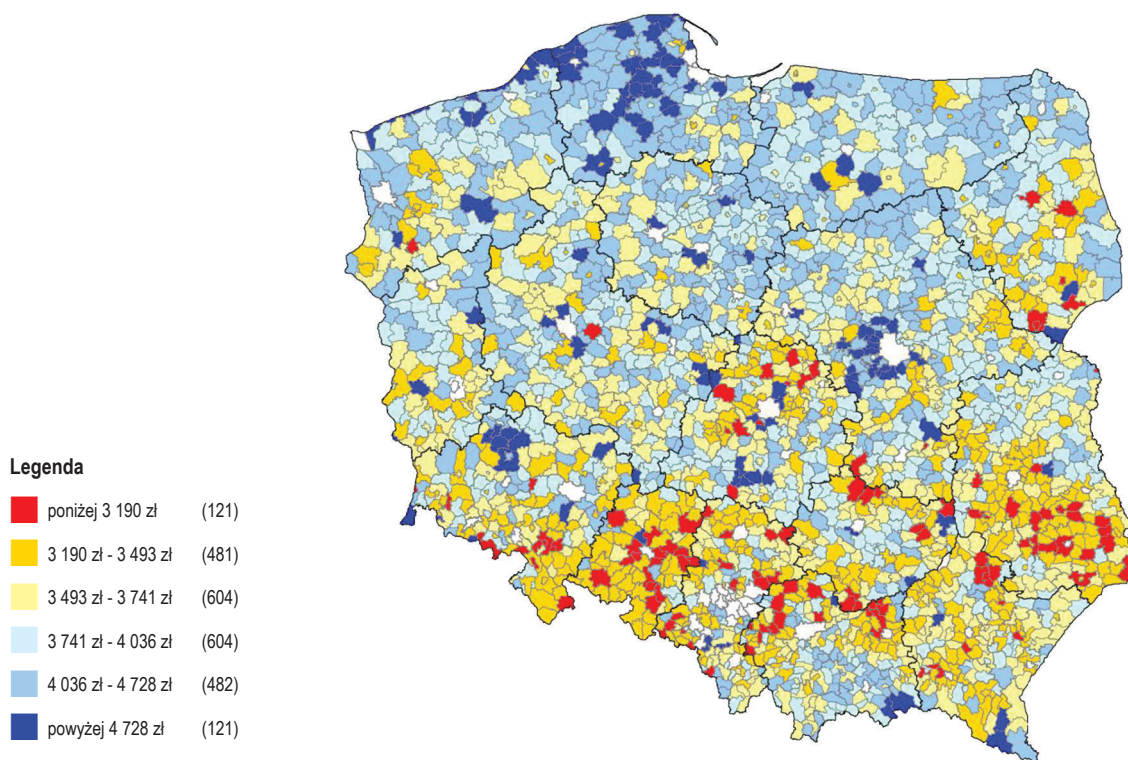 Legenda
poniżej 3 190 zł (121)
3 190 zł - 3 493 zł (481)
3 493 zł - 3 741 zł (604)
3 741 zł - 4 036 zł (604)
4 036 zł - 4 728 zł (482)
powyżej 4 728 zł (121)